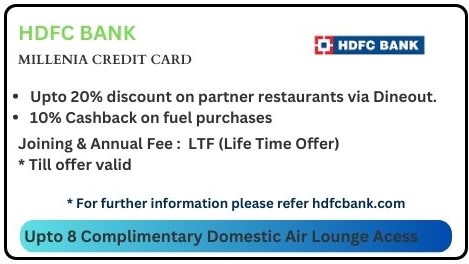 HDFC BANK
HDFC BANK
MILLENIA CREDIT CARD
• Upto 20% discount on partner restaurants via Dineout.
• 10% Cashback on fuel purchases
Joining & Annual Fee : LTF (Life Time Offer)
* Till offer valid
* For further information please refer hdfcbank.com
Upto 8 Complimentary Domestic Air Lounge Acess